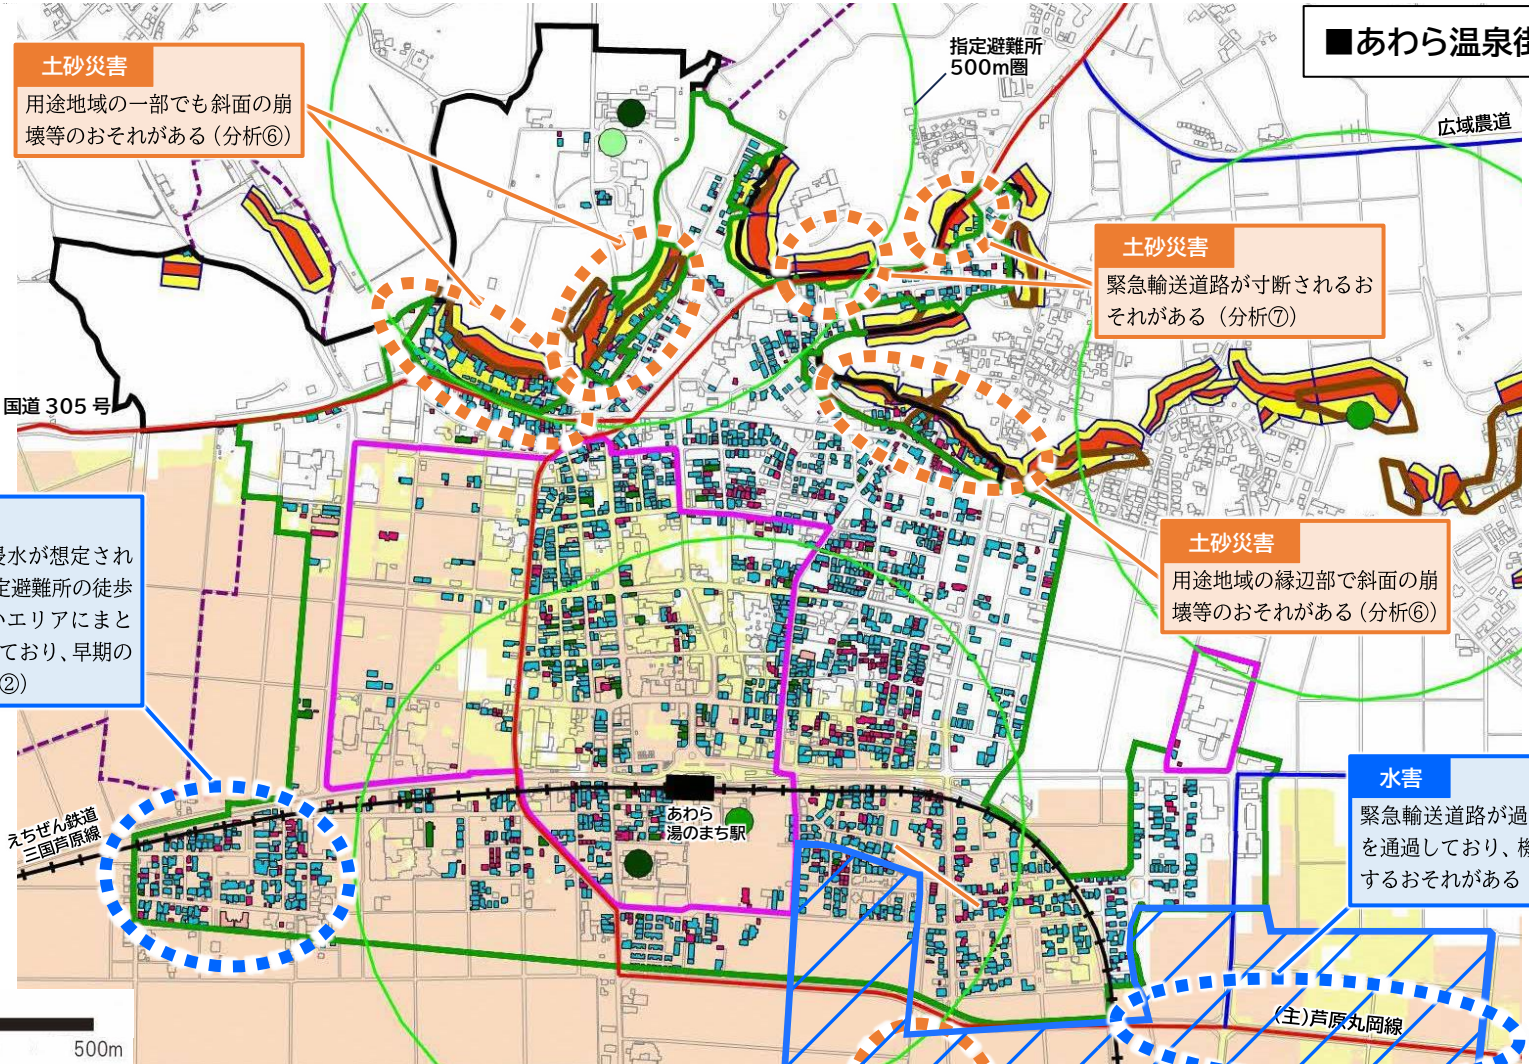 ■あわら温泉街
指定避難所
500m圏
広域農道
土砂災害
用途地域の一部でも斜面の崩
壊等のおそれがある（分析⑥）
土砂災害
緊急輸送道路が寸断されるお
それがある（分析⑦）
国道 305 号
浸水が想定され
定避難所の徒歩
いエリアにまと
ており、早期の
②）
土砂災害
用途地域の縁辺部で斜面の崩
壊等のおそれがある（分析⑥）
水害
緊急輸送道路が過
を通過しており、
するおそれがある
えちぜん鉄道
三国芦原線
あわら
湯のまち駅
（主）芦原丸岡線
500m